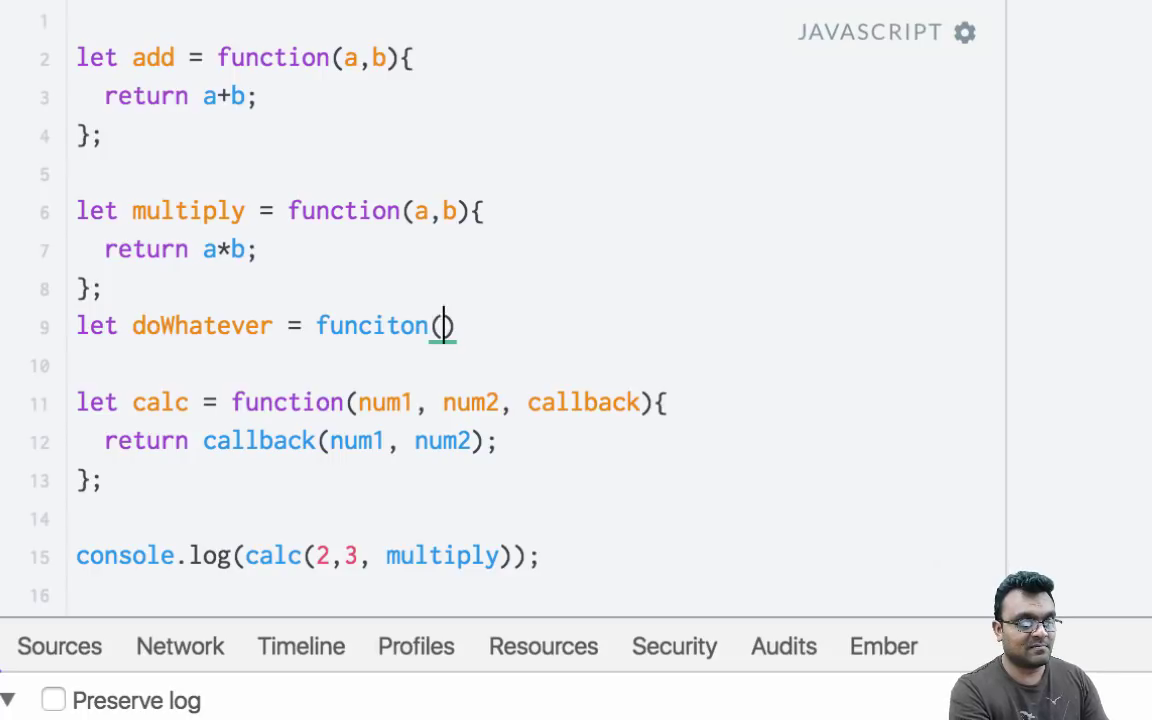 JAVASCRIPT
1
2 let add = function(a,b){
3 return a+b;
4 };
5
6 let multiply = function(a,b){
7 return a*b;
8 };
9 let doWhatever = funciton()
10
11 let calc = function(num1, num2, callback){
12 return callback(num1, num2);
13 };
14
15 console.log(calc(2,3, multiply));
16
Sources Network Timeline Profiles Resources Security Audits Ember
Preserve log